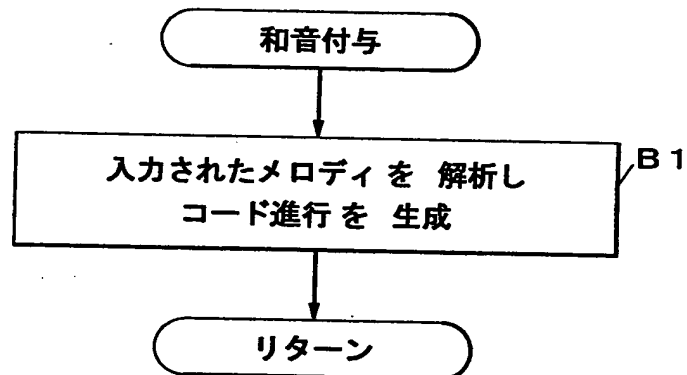 和音付与
入力されたメロディを 解析し
コード進行を 生成
B1
リターン